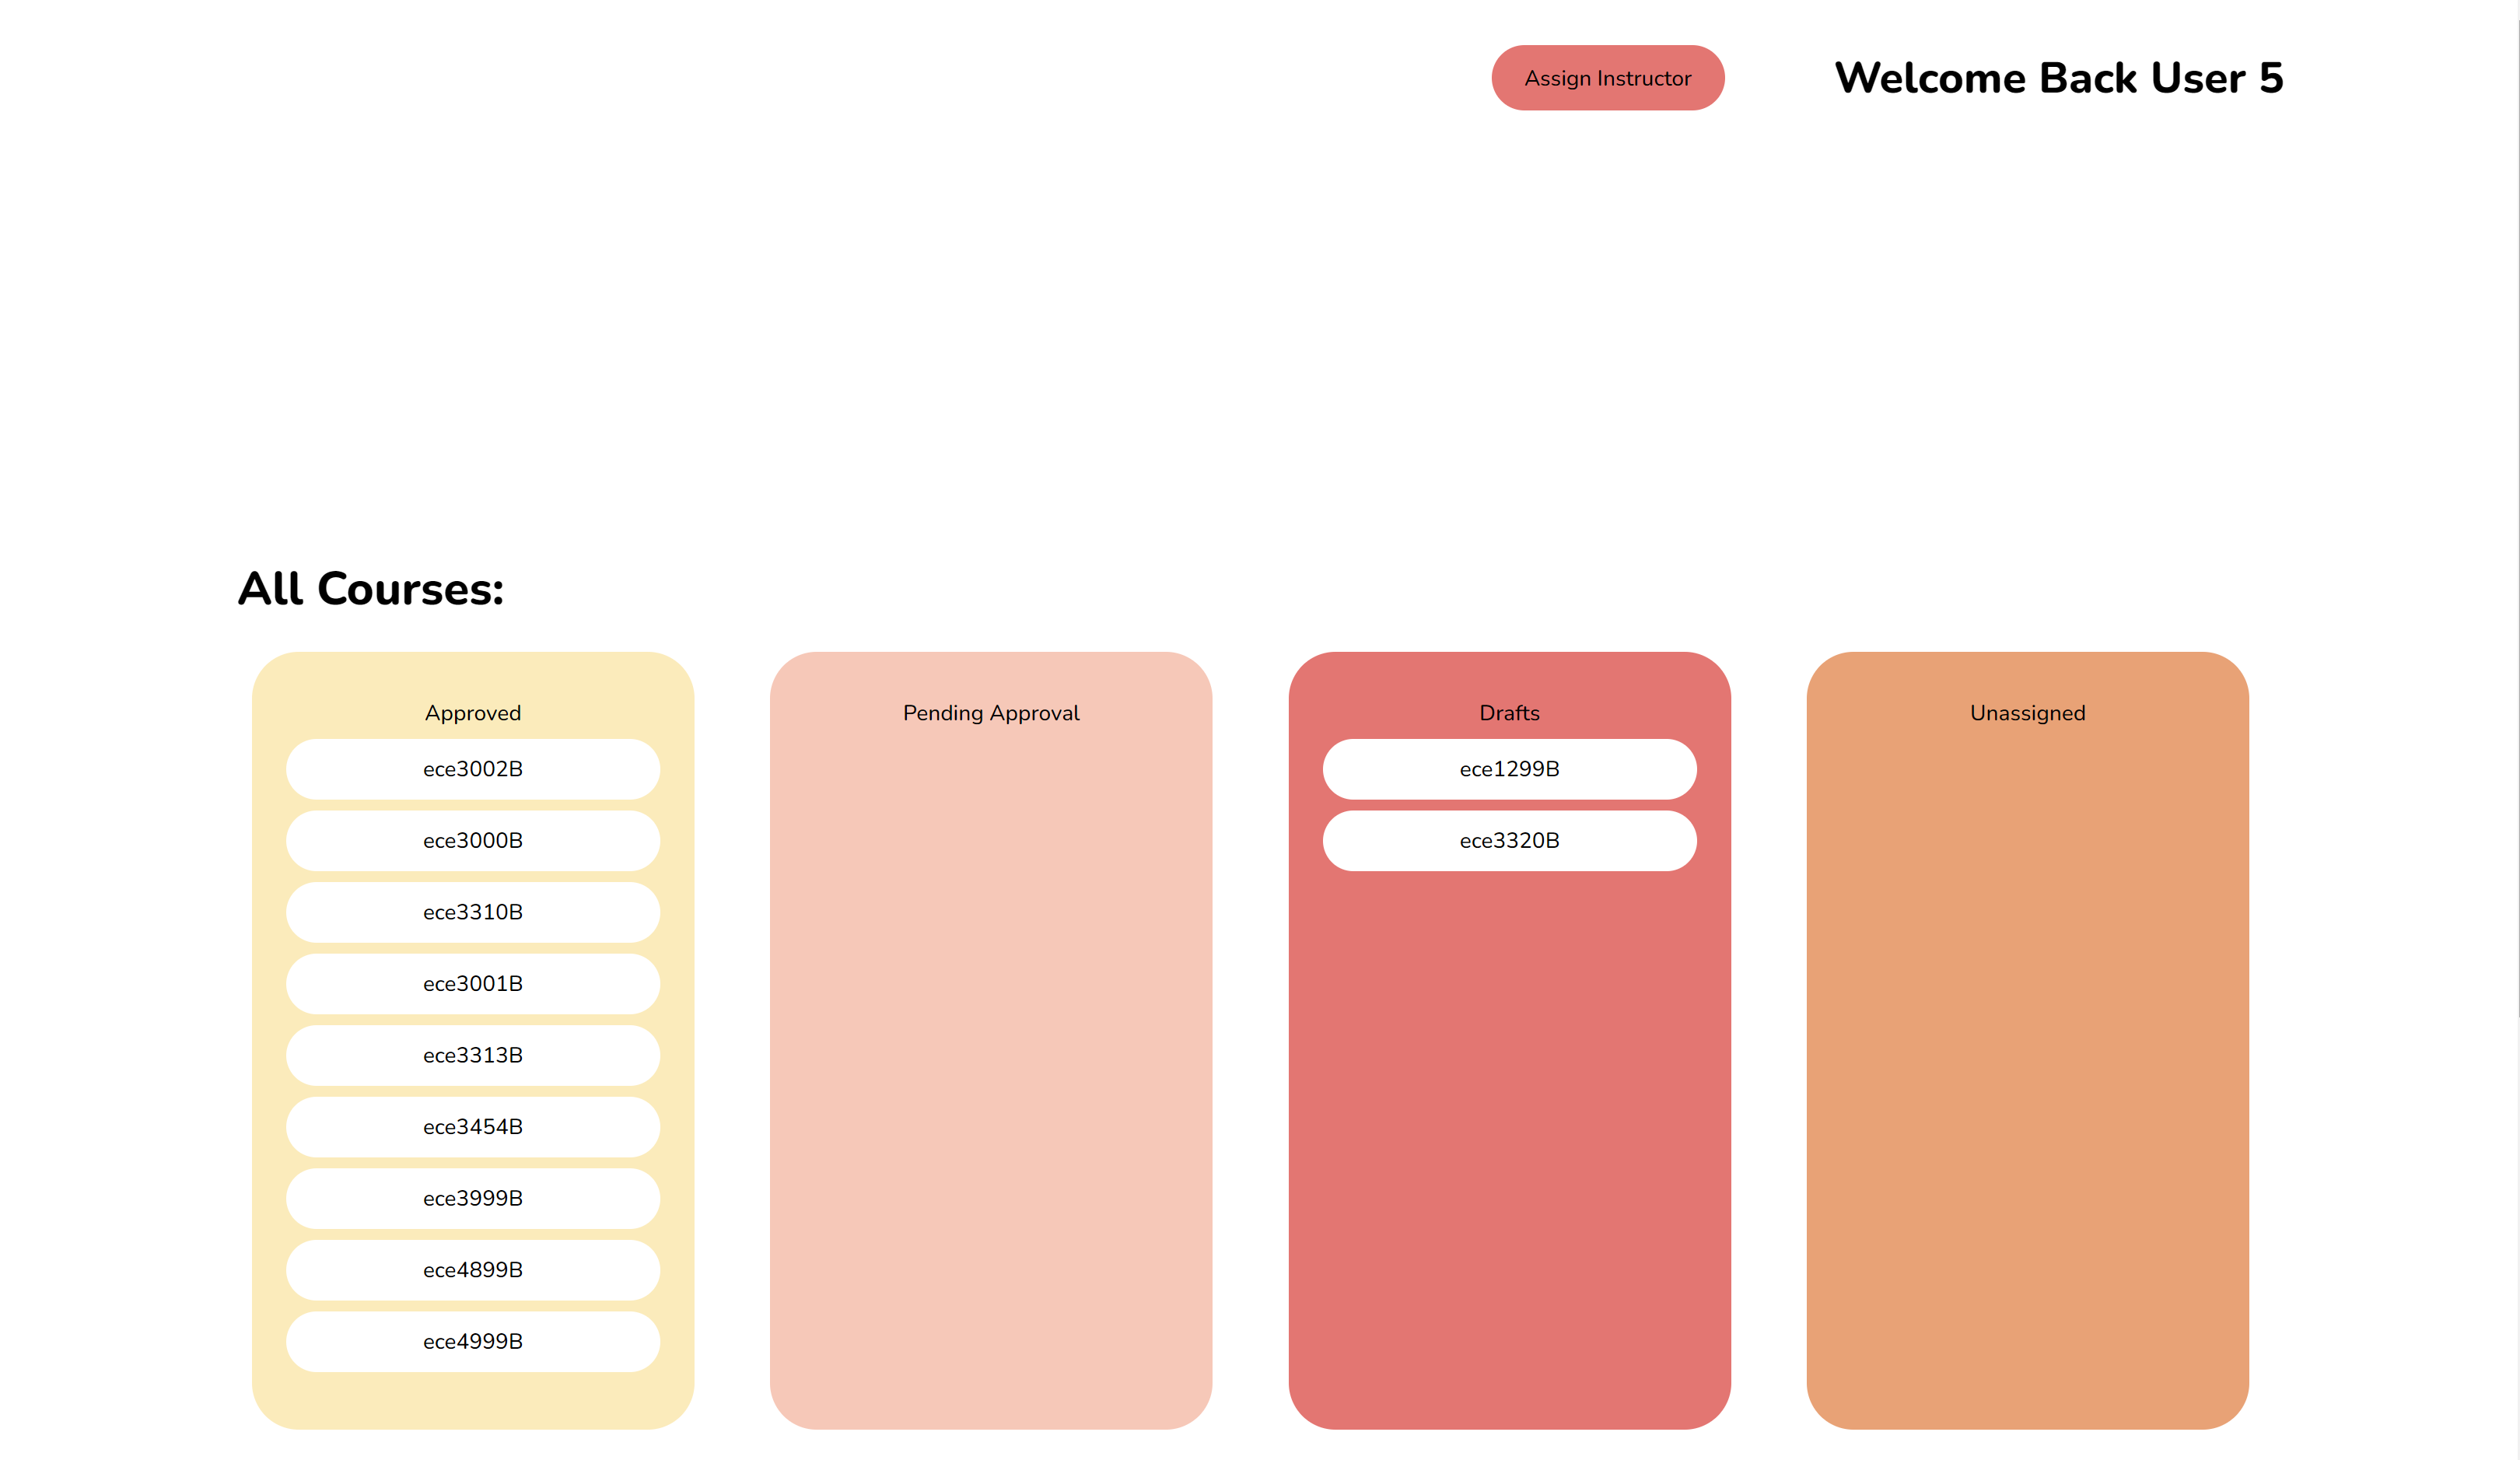 Assign Instructor
Welcome Back User 5
All Courses:
Approved
ece3002B
ece3000B
ece3310B
ece3001B
ece3313B
ece3454B
ece3999B
ece4899B
ece4999B
Pending Approval
Drafts
ece1299B
ece3320B
Unassigned